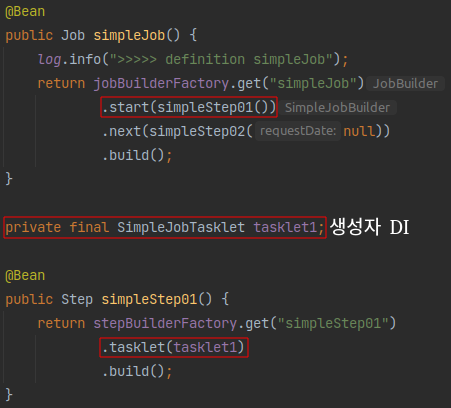 @Bean
public Job simpleJob() {
    log.info(">>>>> definition simpleJob");
    return jobBuilderFactory.get("simpleJob") JobBuilder
            .start(simpleStep01()) SimpleJobBuilder
            .next(simpleStep02( requestDate: null))
            .build();
}
private final SimpleJobTasklet tasklet1; 생성자 DI
@Bean
public Step simpleStep01() {
    return stepBuilderFactory.get("simpleStep01")
            .tasklet(tasklet1)
            .build();
}